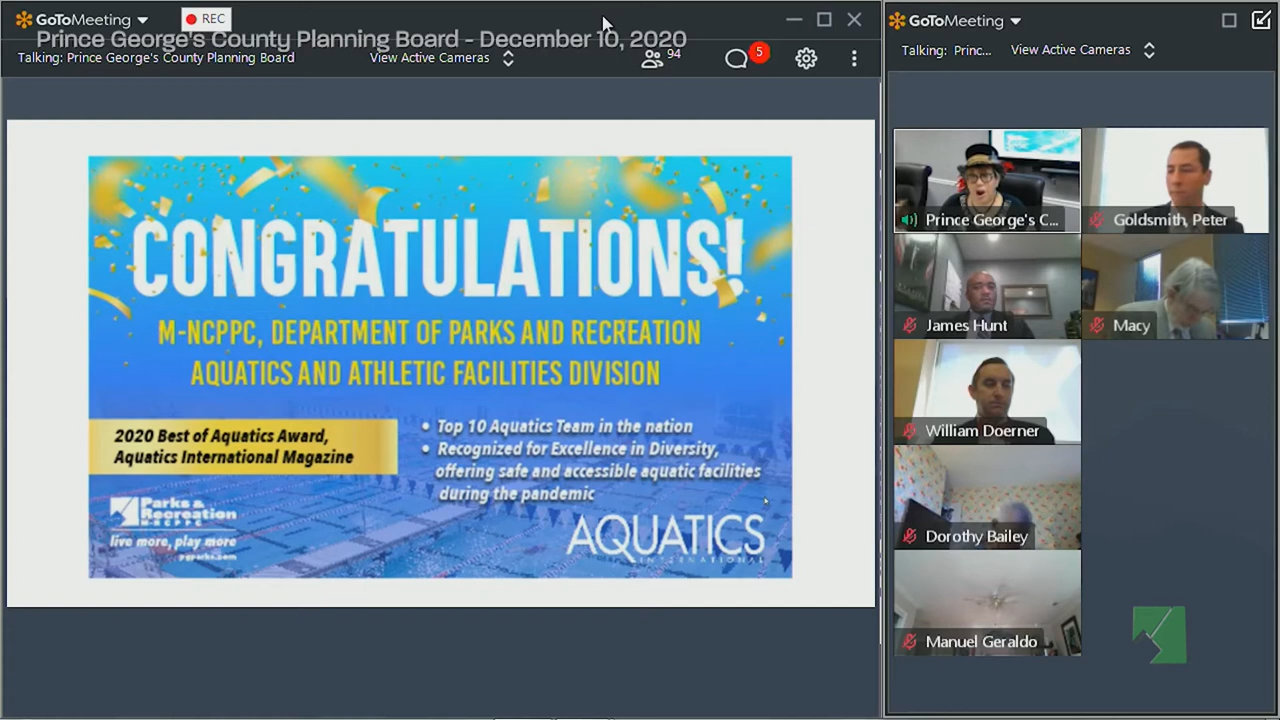 GoToMeeting
REC
Prince George's County Planning Board - December 10, 2020
Talking: Prince George's County Planning Board
View Active Cameras
94
5
CONGRATULATIONS!
M-NCPPC, DEPARTMENT OF PARKS AND RECREATION
AQUATICS AND ATHLETIC FACILITIES DIVISION
2020 Best of Aquatics Award,
Aquatics International Magazine
• Top 10 Aquatics Team in the nation
• Recognized for Excellence in Diversity,
offering safe and accessible aquatic facilities
during the pandemic
Parks &
Recreation
M-NCPPC
live more, play more
pgparks.com
AQUATICS
INTERNATIONAL
GoToMeeting
Talking: Princ...
View Active Cameras
Prince George's C...
Goldsmith, Peter
James Hunt
Macy
William Doerner
Dorothy Bailey
Manuel Geraldo